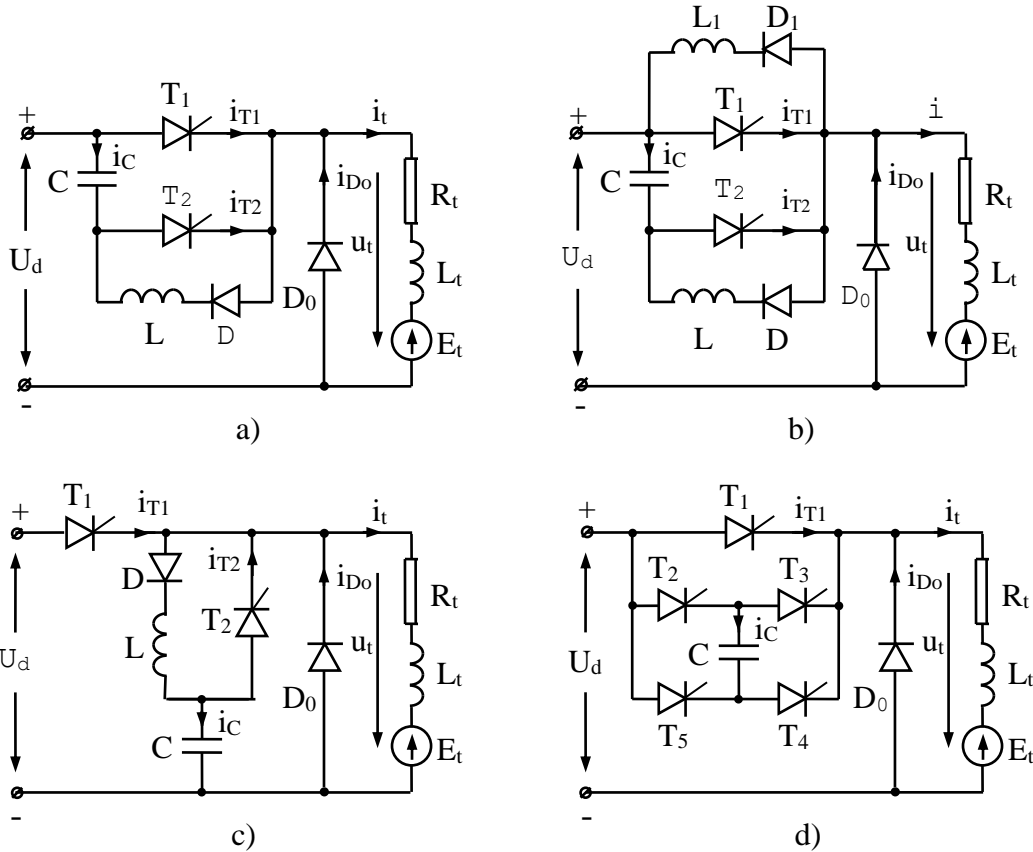 L1 D1
+ T1 iT1 it
iC
C
T2 iT2
iDo
Rt
Ud
ut
Lt
D0
L D
Et
-
a)
+ T1 iT1 i
iC
C
T2 iT2
iDo
Rt
Ud
ut
Lt
D0
L D
Et
-
b)
+ T1 iT1 it
D
iT2
iDo
Rt
T2
L
ut
Ud
Lt
D0
iC
C
Et
-
c)
+ T1 iT1 it
T2 T3
iDo
Rt
iC
C
ut
Ud
Lt
D0
T5 T4
Et
-
d)